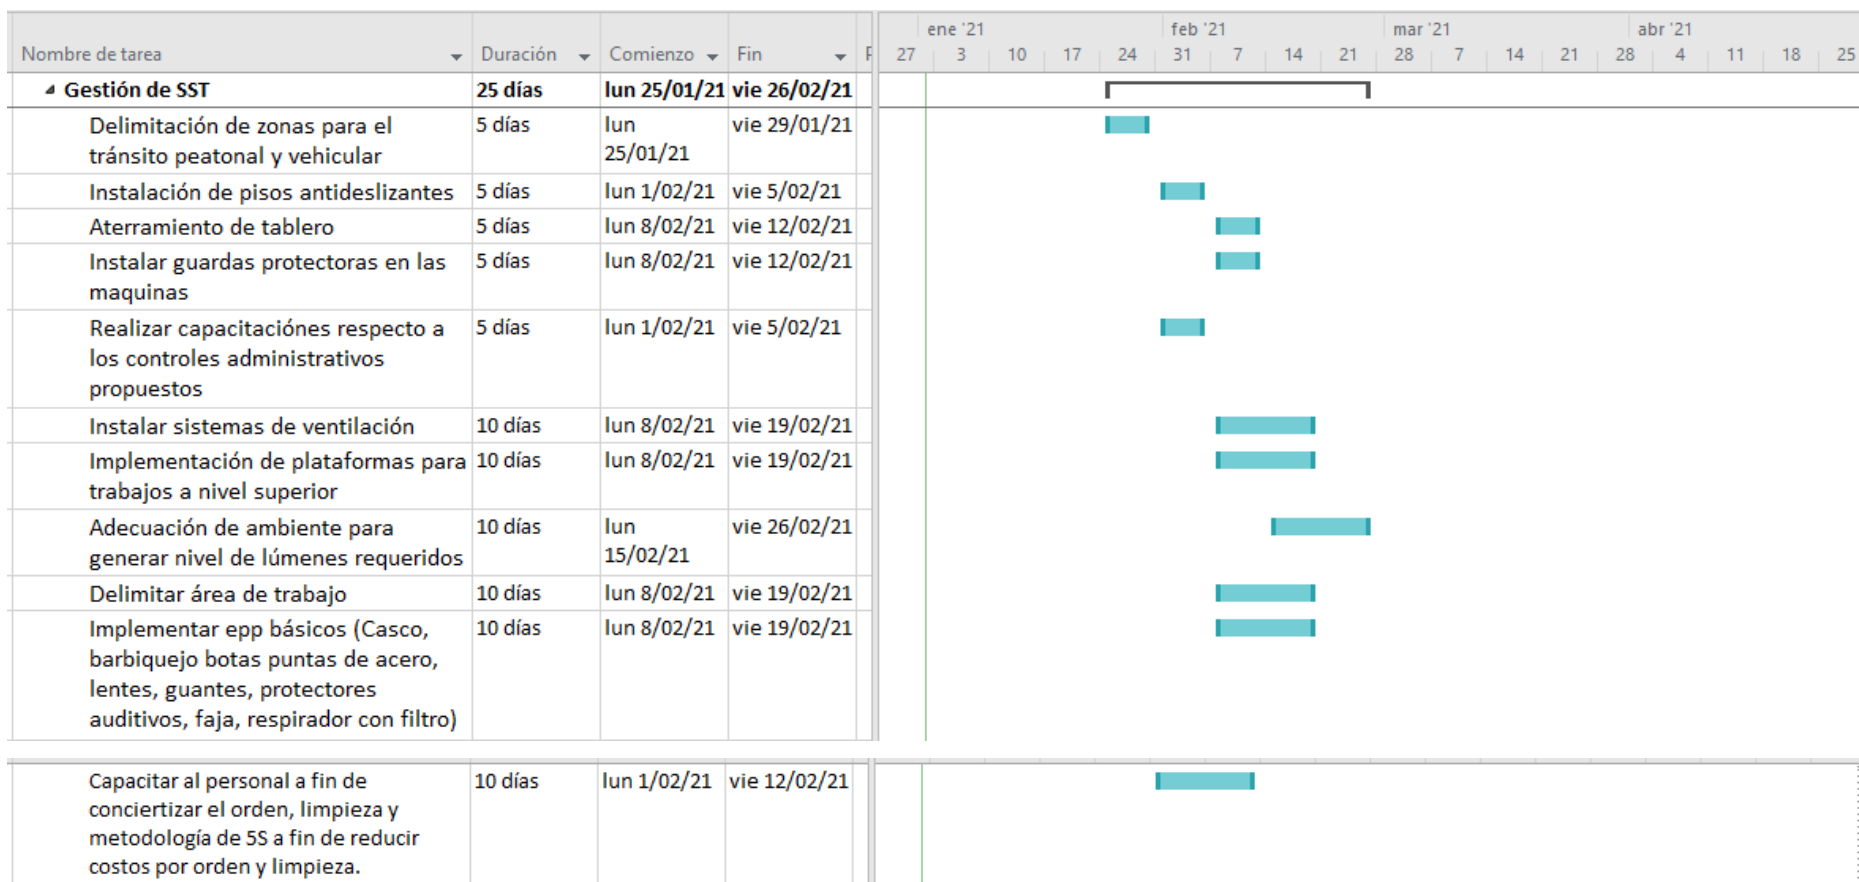 ene '21 feb '21 mar '21 abr '21
Nombre de tarea Duración Comienzo Fin 27 3 10 17 24 31 7 14 21 28 7 14 21 28 4 11 18 25
Gestión de SST 25 días lun 25/01/21 vie 26/02/21
Delimitación de zonas para el 5 días lun vie 29/01/21
tránsito peatonal y vehicular 25/01/21
Instalación de pisos antideslizantes 5 días lun 1/02/21 vie 5/02/21
Aterramiento de tablero 5 días lun 8/02/21 vie 12/02/21
Instalar guardas protectoras en las 5 días lun 8/02/21 vie 12/02/21
maquinas
Realizar capacitaciónes respecto a 5 días lun 1/02/21 vie 5/02/21
los controles administrativos
propuestos
Instalar sistemas de ventilación 10 días lun 8/02/21 vie 19/02/21
Implementación de plataformas para 10 días lun 8/02/21 vie 19/02/21
trabajos a nivel superior
Adecuación de ambiente para 10 días lun vie 26/02/21
generar nivel de lúmenes requeridos 15/02/21
Delimitar área de trabajo 10 días lun 8/02/21 vie 19/02/21
Implementar epp básicos (Casco, 10 días lun 8/02/21 vie 19/02/21
barbiquejo botas puntas de acero,
lentes, guantes, protectores
auditivos, faja, respirador con filtro)
Capacitar al personal a fin de 10 días lun 1/02/21 vie 12/02/21
conciertizar el orden, limpieza y
metodología de 5S a fin de reducir
costos por orden y limpieza.